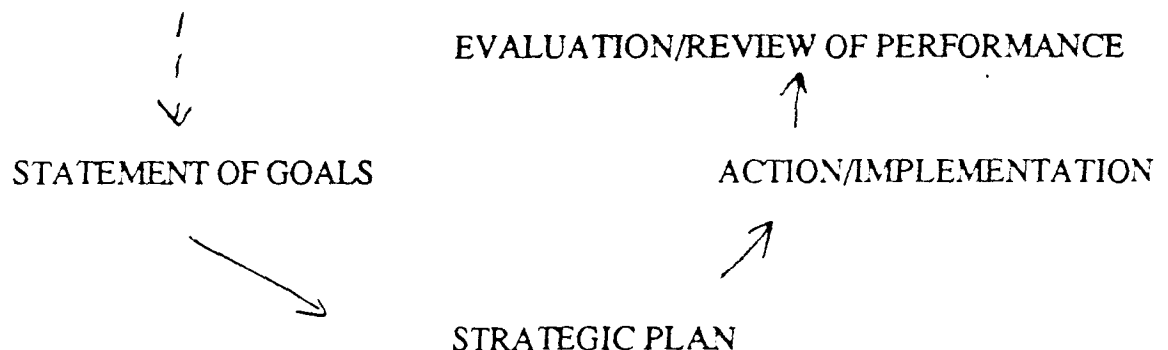 EVALUATION/REVIEW OF PERFORMANCE
STATEMENT OF GOALS
ACTION/IMPLEMENTATION
STRATEGIC PLAN